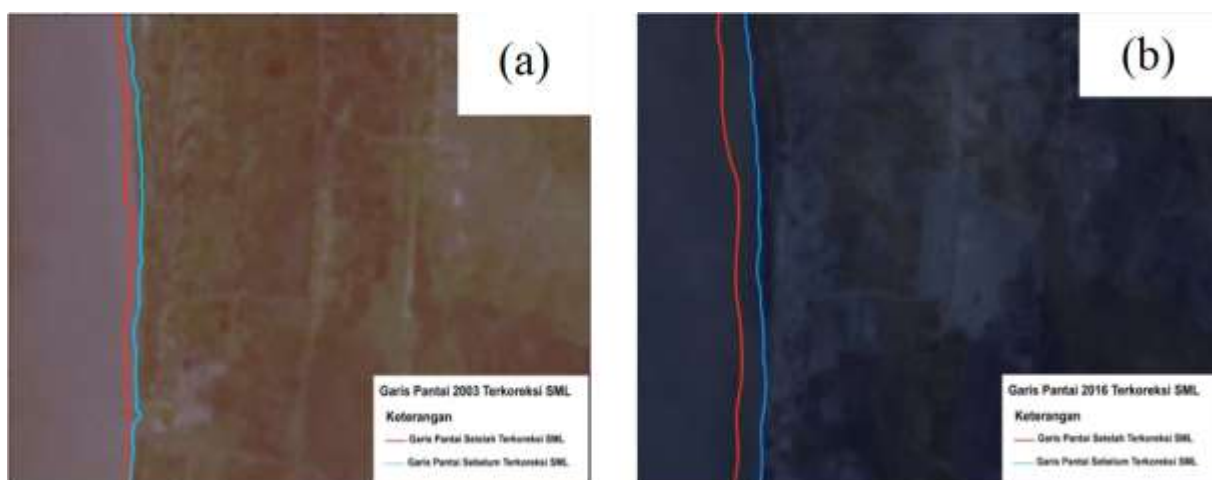 (a)
Garis Pantai 2003 Terkoreksi SML
Keterangan
Garis Pantai Setelah Terkoreksi SML
Garis Pantai Sebelum Terkoreksi SML
(b)
Garis Pantai 2016 Terkoreksi SML
Keterangan
Garis Pantai Setelah Terkoreksi SML
Garis Pantai Sebelum Terkoreksi SML